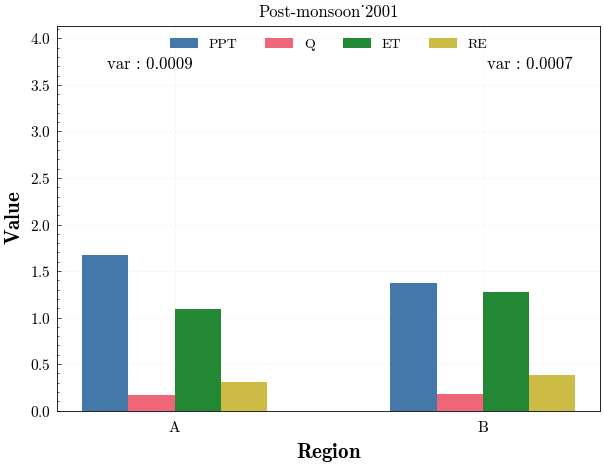 Post-monsoon˙2001
PPT Q ET RE
var : 0.0009 var : 0.0007
4.0
3.5
3.0
2.5
2.0
1.5
1.0
0.5
0.0
Value
A B
Region